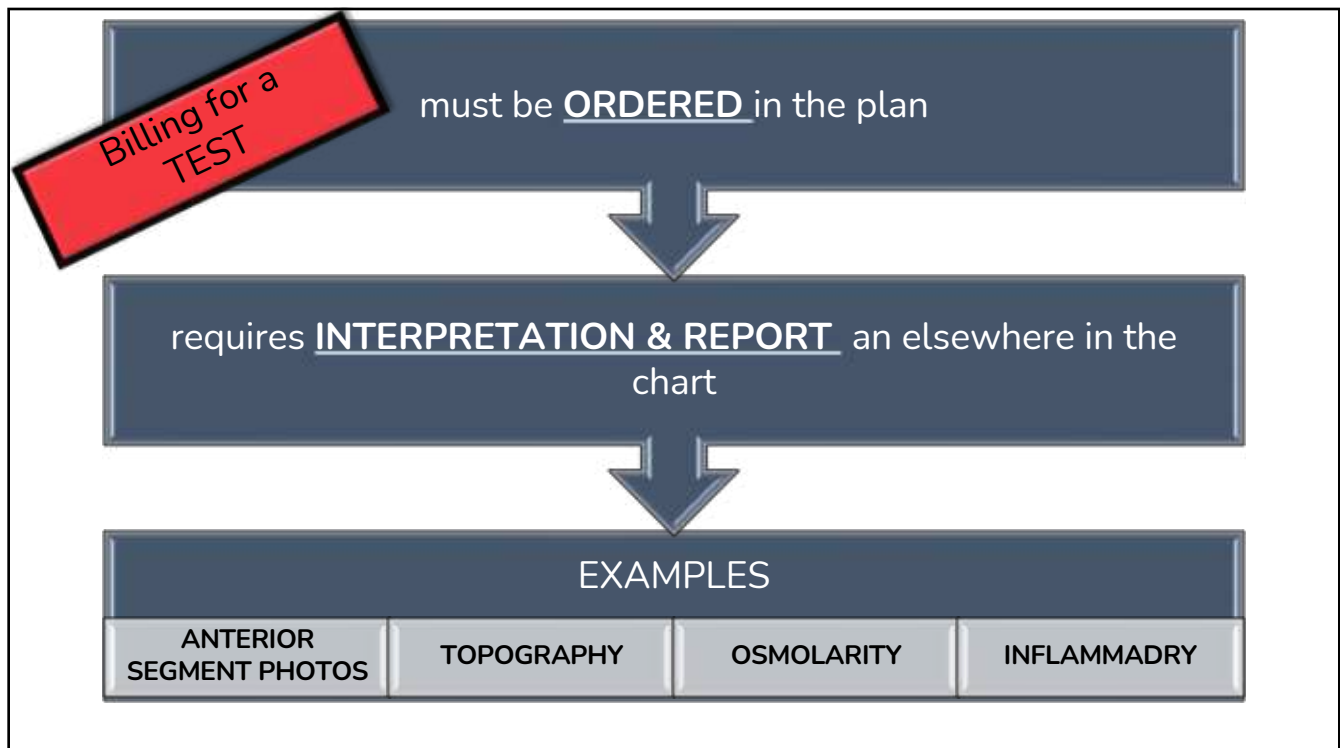 Billing for a
TEST
must be ORDERED in the plan
requires INTERPRETATION & REPORT an elsewhere in the
chart
EXAMPLES
ANTERIOR
SEGMENT PHOTOS
TOPOGRAPHY
OSMOLARITY
INFLAMMADRY